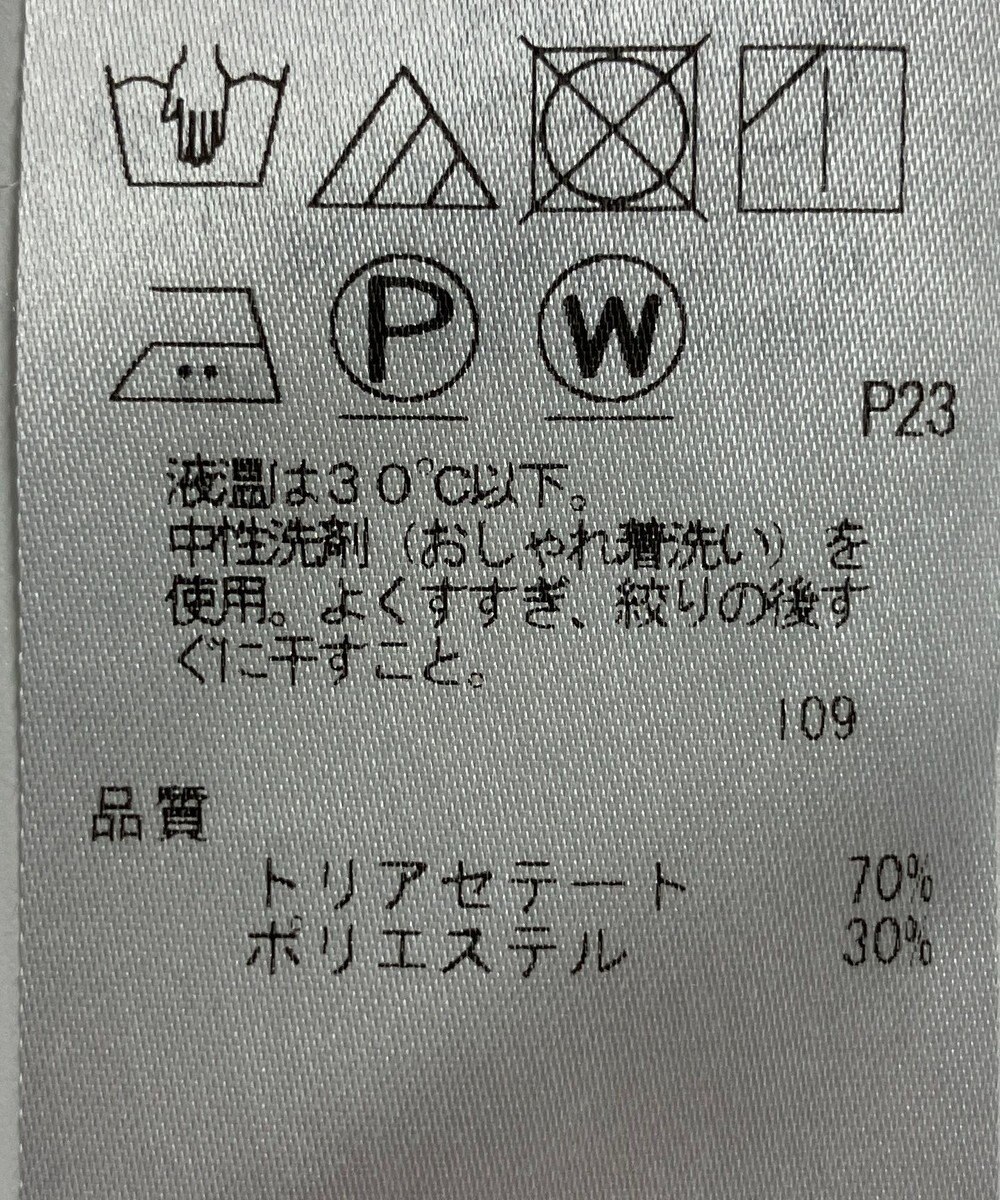 P W
P23
液温は３０℃以下。
中性洗剤（おしゃれ着洗い）を
使用。よくすすぎ、絞りの後す
ぐに干すこと。
109
品質
トリアセテート 70%
ポリエステル 30%